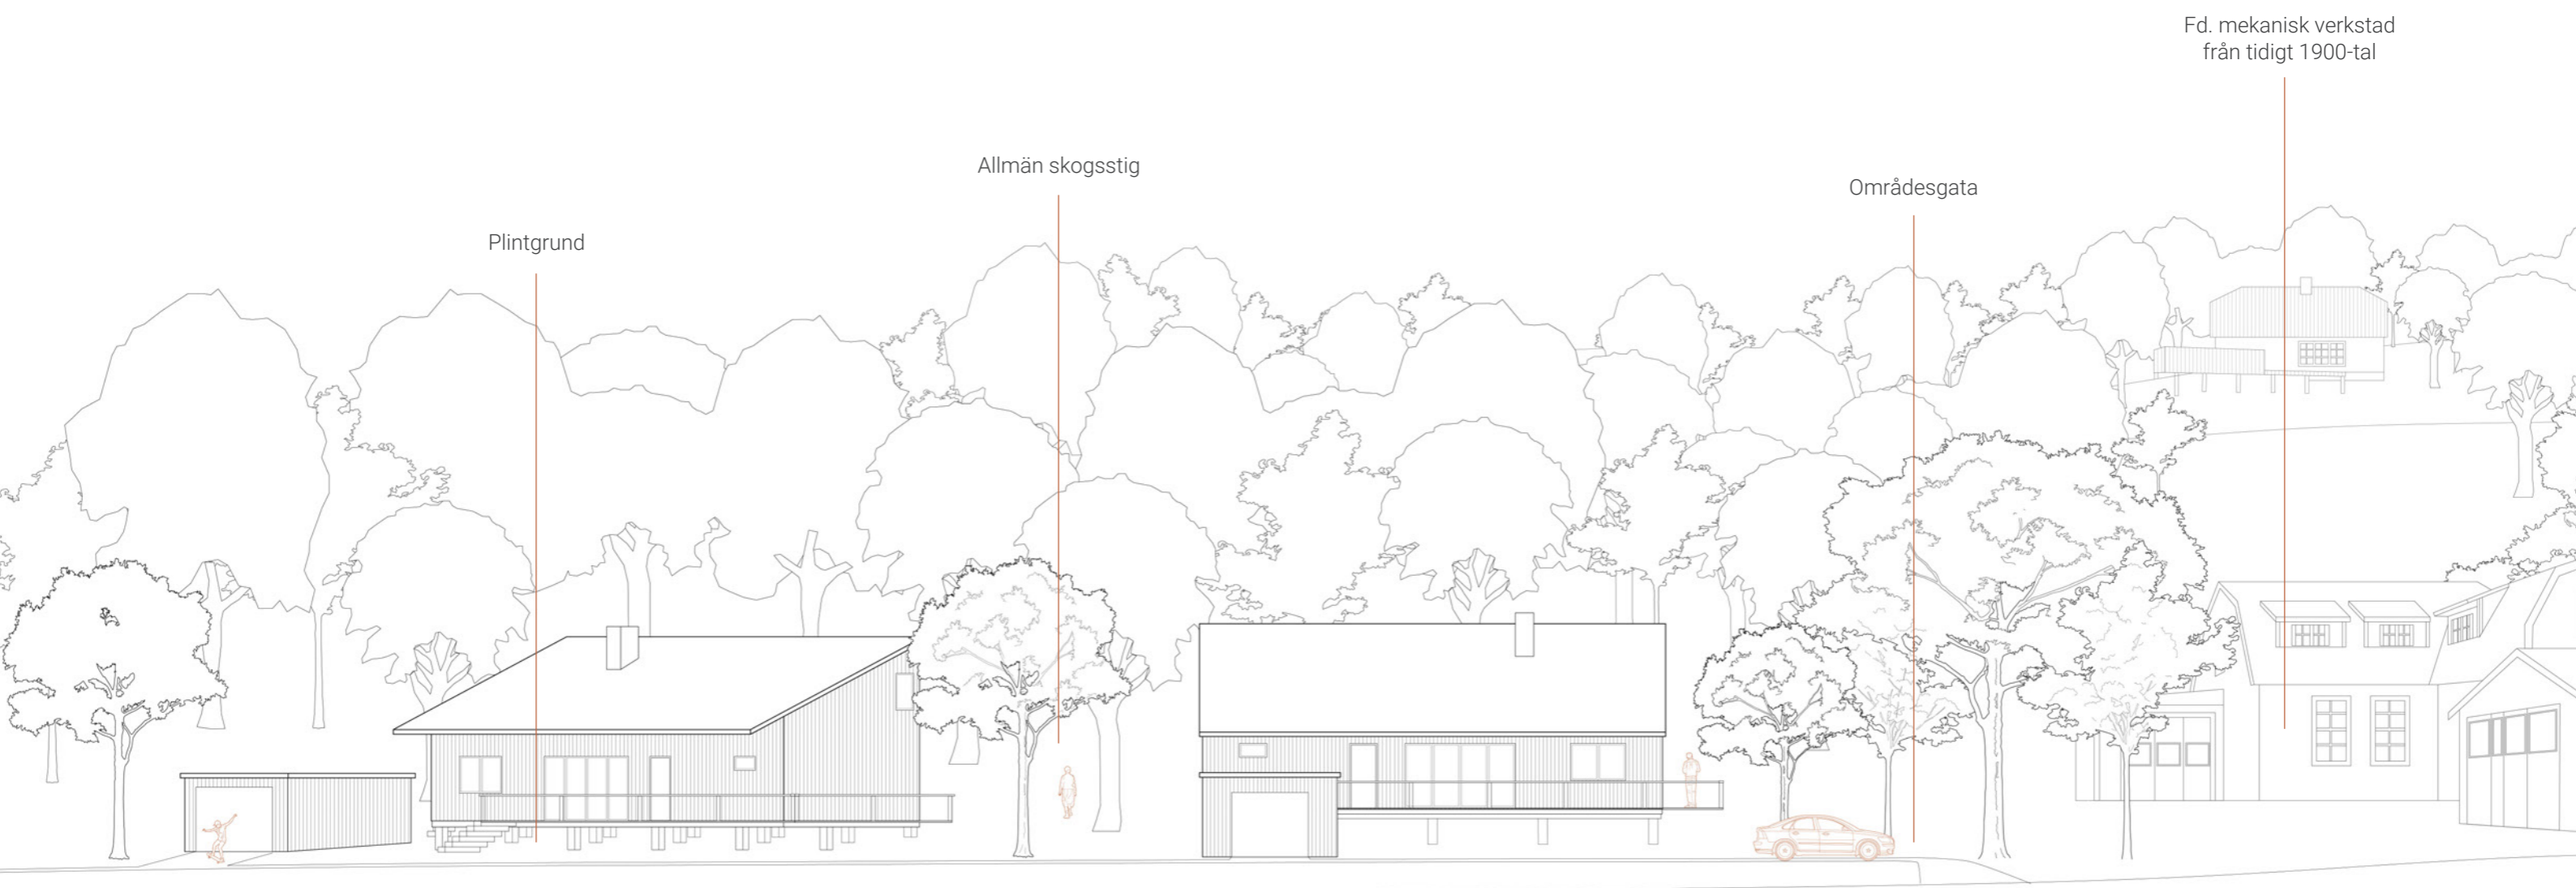 Fd. mekanisk verkstad
från tidigt 1900-tal
Allmän skogsstig
Områdesgata
Plintgrund